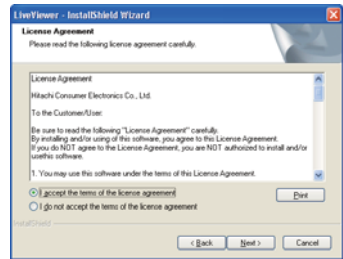 LiveViewer - InstallShield Wizard
License Agreement
Please read the following license agreement carefully.
License Agreement
Hitachi Consumer Electronics Co., Ltd.
To the Customer/User:
Be sure to read the following "License Agreement" carefully.
By installing and/or using of this software, you agree to this License Agreement.
If you do NOT agree to the License Agreement, you are NOT authorized to install and/or
usethis software.
1. You may use this software under the terms of this License Agreement.
I accept the terms of the license agreement
Print
I do not accept the terms of the license agreement
InstallShield
< Back
Next >
Cancel